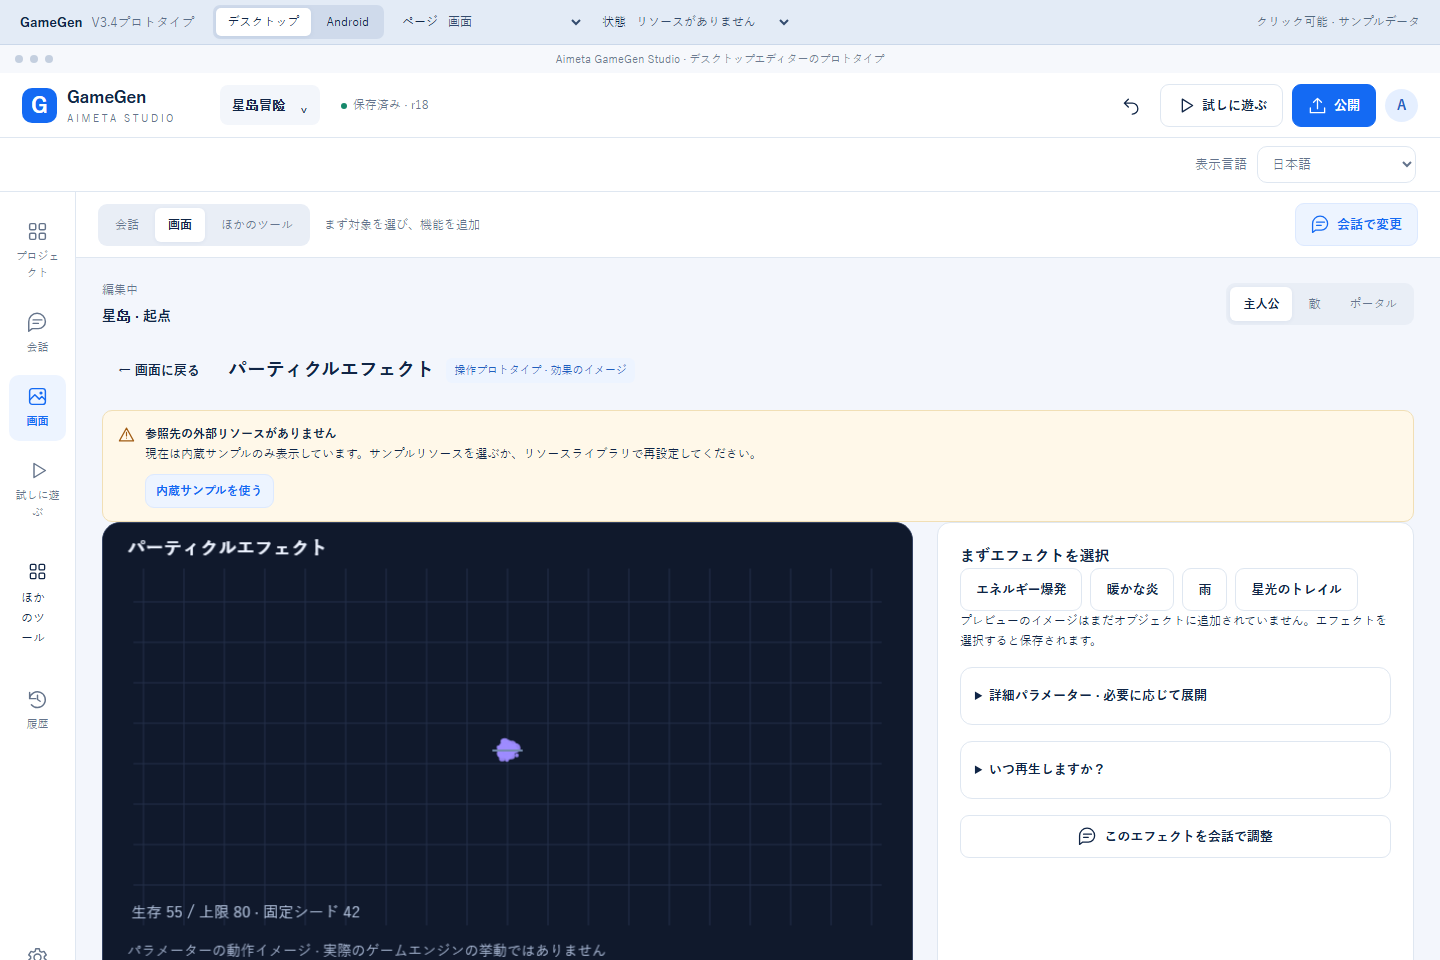 GameGen V3.4プロトタイプ デスクトップ Android ページ 画面 状態 リソースがありません クリック可能 · サンプルデータ
Aimeta GameGen Studio · デスクトップエディターのプロトタイプ
G GameGen
AIMETA STUDIO
星岛冒险
保存済み · r18
試しに遊ぶ
公開
A
表示言語 日本語
会話 画面 ほかのツール まず対象を選び、機能を追加
会話で変更
プロジェ
クト
会話
画面
試しに遊
ぶ
ほか
のツ
ール
履歴
編集中
星岛 · 起点
主人公 敵 ポータル
← 画面に戻る パーティクルエフェクト 操作プロトタイプ · 効果のイメージ
参照先の外部リソースがありません
現在は内蔵サンプルのみ表示しています。サンプルリソースを選ぶか、リソースライブラリで再設定してください。
内蔵サンプルを使う
パーティクルエフェクト
生存 55 / 上限 80 · 固定シード 42
パラメーターの動作イメージ · 実際のゲームエンジンの挙動ではありません
まずエフェクトを選択
エネルギー爆発 暖かな炎 雨 星光のトレイル
プレビューのイメージはまだオブジェクトに追加されていません。エフェクトを
選択すると保存されます。
▶ 詳細パラメーター · 必要に応じて展開
▶ いつ再生しますか？
このエフェクトを会話で調整